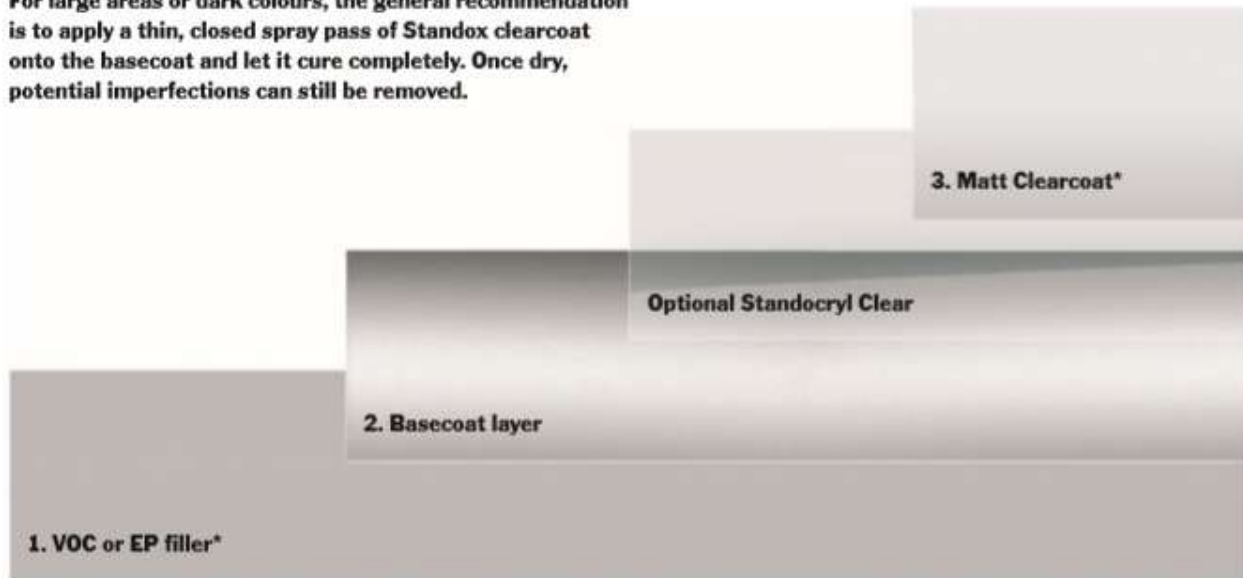 For large areas or dark colours, the general recommendation
is to apply a thin, closed spray pass of Standox clearcoat
onto the basecoat and let it cure completely. Once dry,
potential imperfections can still be removed.
3. Matt Clearcoat*
Optional Standocryl Clear
2. Basecoat layer
1. VOC or EP filler*